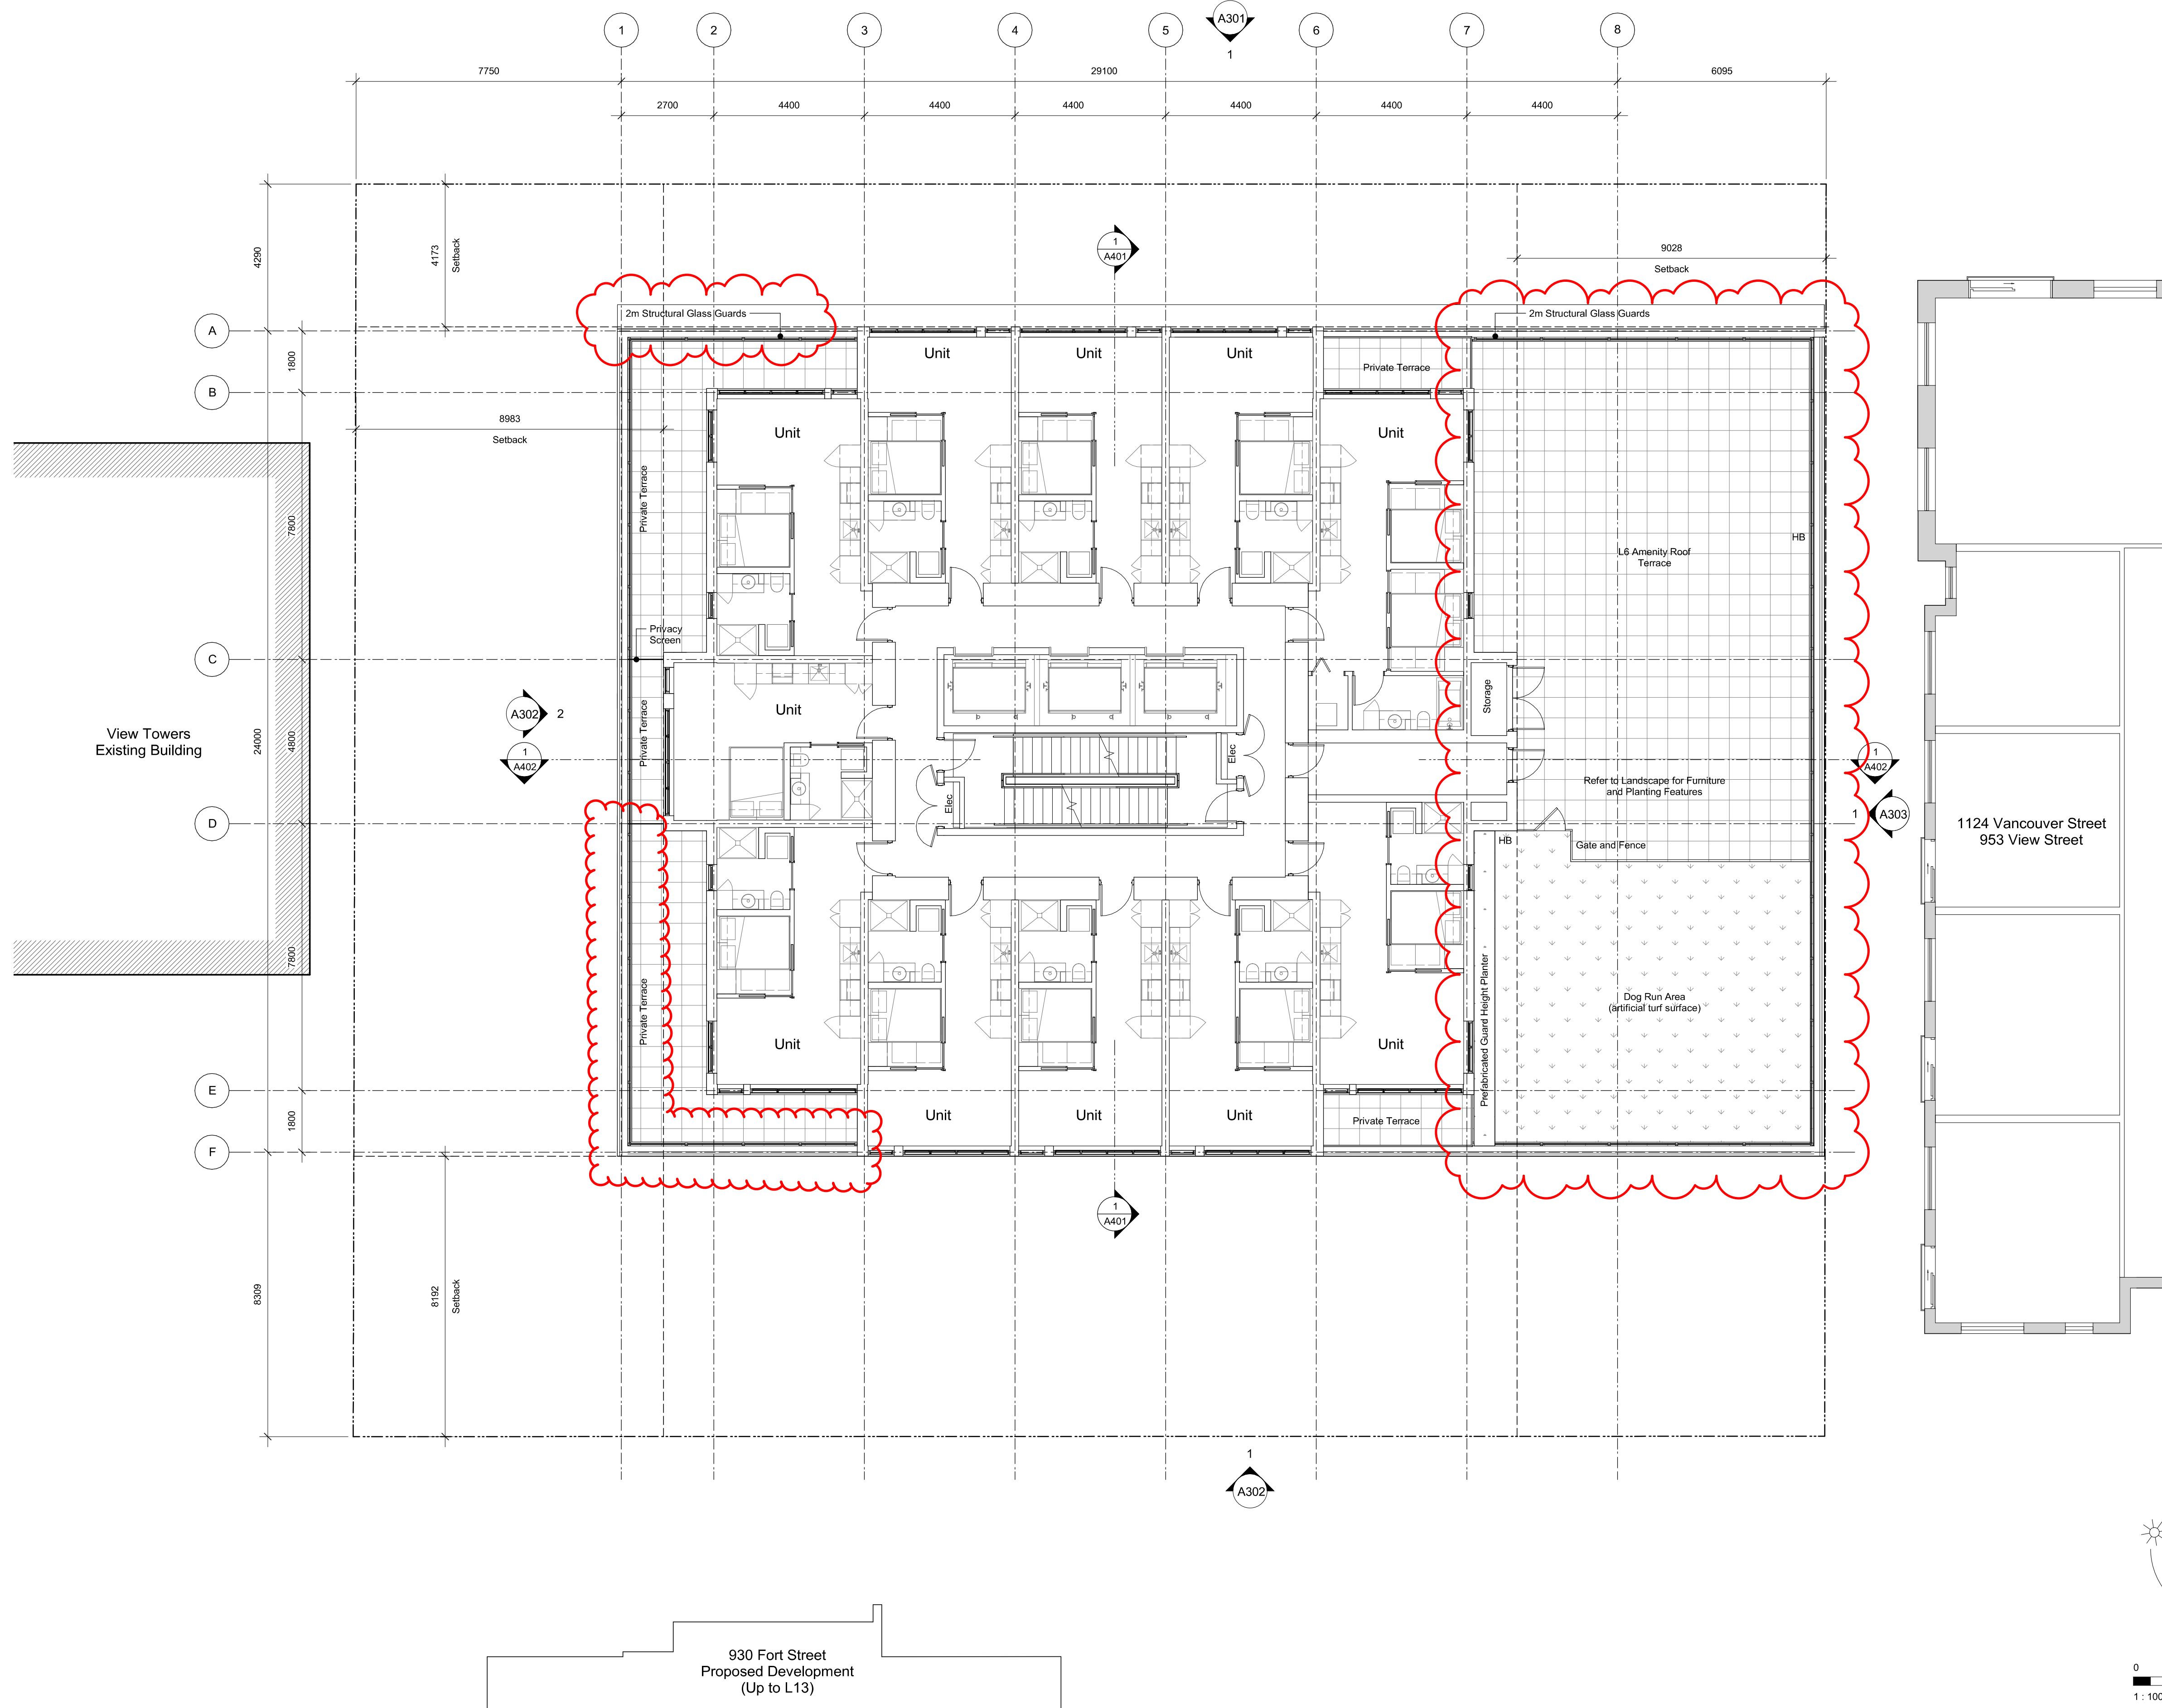 A301
1
1
2
3
4
5
6
7
8
7750
29100
6095
2700
4400
4400
4400
4400
4400
4400
4290
4173
Setback
1
A401
9028
Setback
2m Structural Glass Guards
2m Structural Glass Guards
A
Unit
Unit
Unit
1800
Private Terrace
B
8983
Setback
Unit
Unit
Private Terrace
7800
HB
L6 Amenity Roof
Terrace
Privacy
Screen
C
Storage
A302
2
Unit
Private Terrace
View Towers
Existing Building
24000
4800
1
A402
Elec
Elec
1
A402
Refer to Landscape for Furniture
and Planting Features
1
A303
D
1124 Vancouver Street
953 View Street
HB
Gate and Fence
7800
Private Terrace
Prefabricated Guard Height Planter
Dog Run Area
(artificial turf surface)
Unit
Unit
E
1800
Unit
Unit
Unit
Private Terrace
F
1
A401
8309
8192
Setback
1
A302
930 Fort Street
Proposed Development
(Up to L13)
0
1 : 100